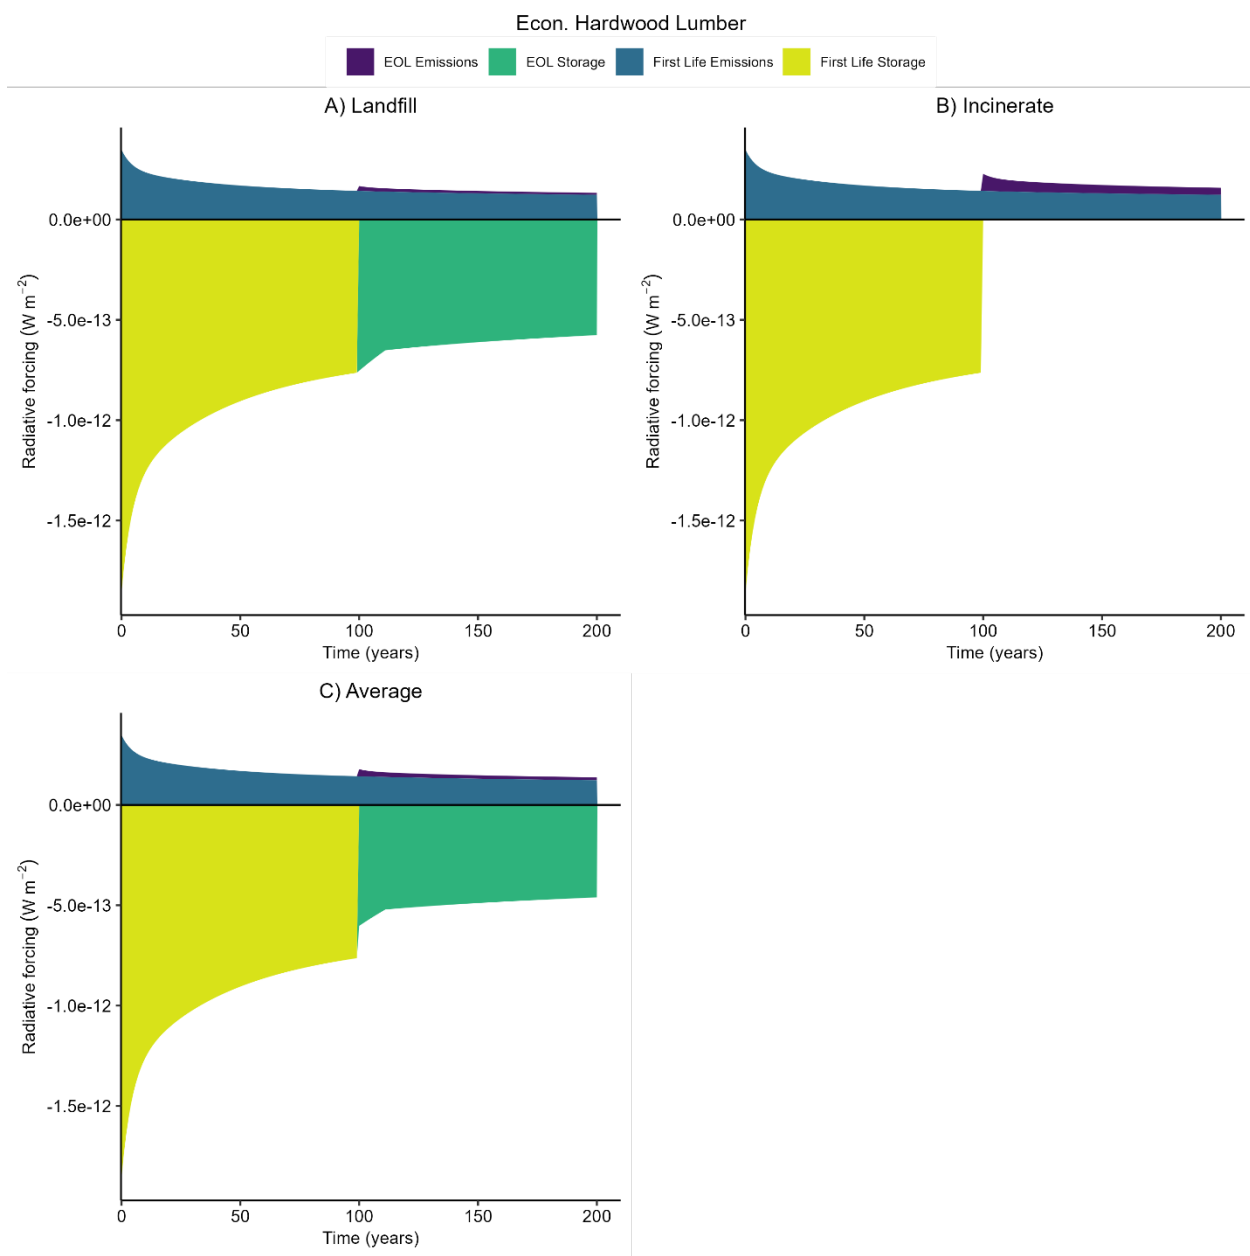 Econ. Hardwood Lumber
EOL Emissions EOL Storage First Life Emissions First Life Storage
A) Landfill
0.0e+00
-5.0e-13
-1.0e-12
-1.5e-12
Radiative forcing (W m⁻²)
0 50 100 150 200
Time (years)
B) Incinerate
0.0e+00
-5.0e-13
-1.0e-12
-1.5e-12
Radiative forcing (W m⁻²)
0 50 100 150 200
Time (years)
C) Average
0.0e+00
-5.0e-13
-1.0e-12
-1.5e-12
Radiative forcing (W m⁻²)
0 50 100 150 200
Time (years)